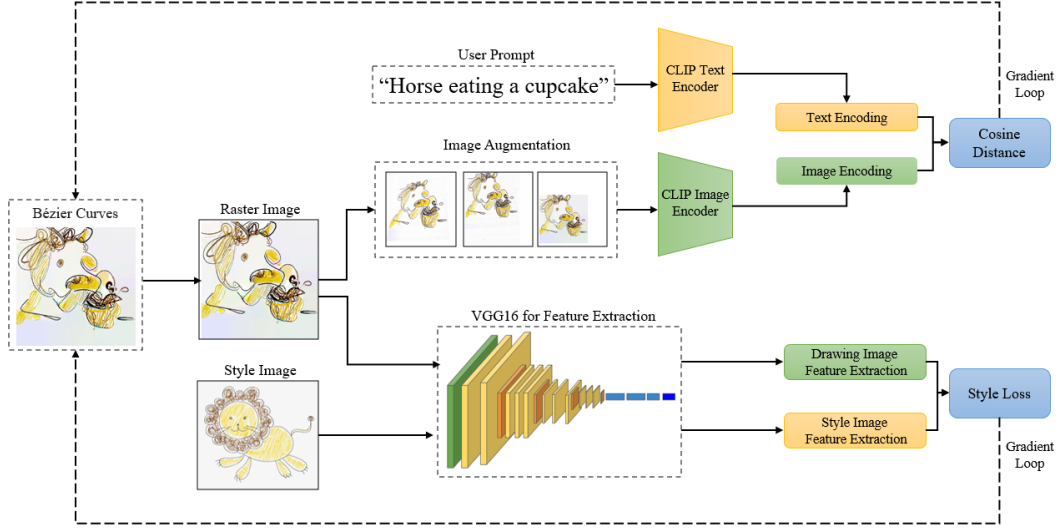 User Prompt
“Horse eating a cupcake”
CLIP Text
Encoder
Gradient
Loop
Text Encoding
Cosine
Distance
Image Augmentation
CLIP Image
Encoder
Image Encoding
Bézier Curves
Raster Image
VGG16 for Feature Extraction
Drawing Image
Feature Extraction
Style Image
Style Loss
Style Image
Feature Extraction
Gradient
Loop